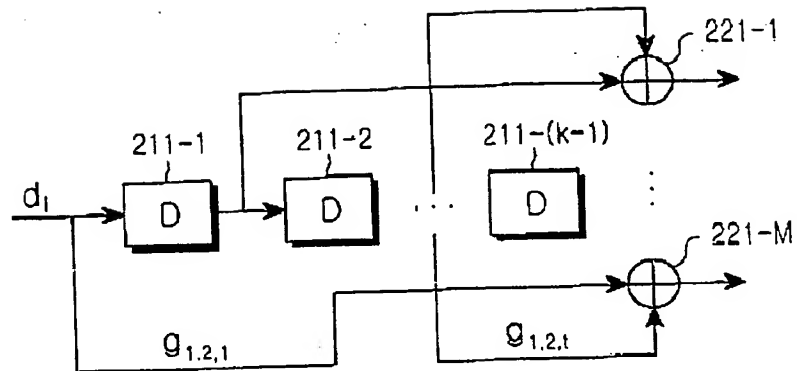 221-1
211-1
211-2
211-(k-1)
d₁
D
D
...
D
⋮
221-M
g₁.₂.₁
g₁.₂.t